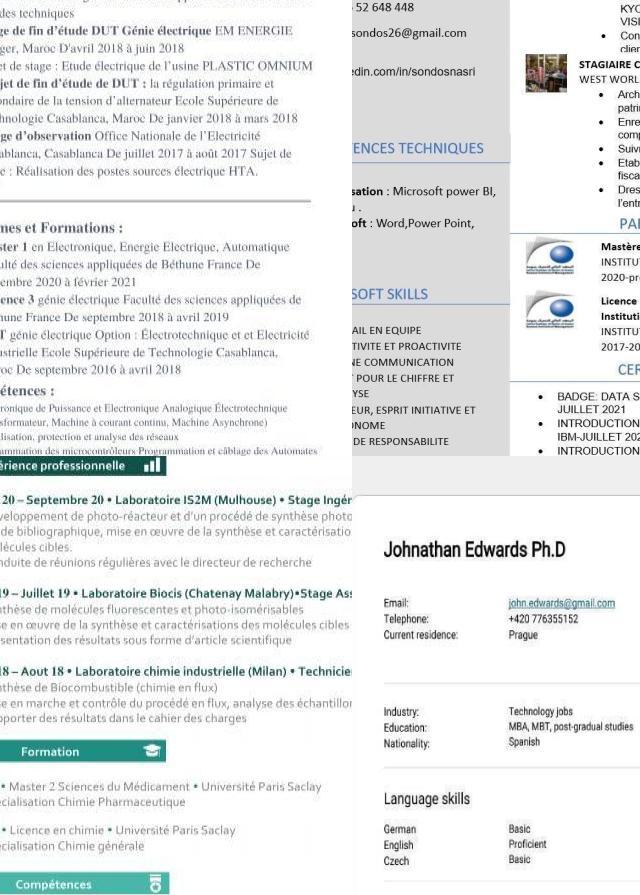 des techniques
ge de fin d'étude DUT Génie électrique EM ENERGIE
ger, Maroc D'avril 2018 à juin 2018
et de stage : Etude électrique de l'usine PLASTIC OMNIUM
jet de fin d'étude de DUT : la régulation primaire et
ondaire de la tension d'alternateur Ecole Supérieure de
hnologie Casablanca, Maroc De janvier 2018 à mars 2018
ge d'observation Office Nationale de l'Electricité
ablanca, Casablanca De juillet 2017 à août 2017 Sujet de
e : Réalisation des postes sources électrique HTA.
mes et Formations :
ster 1 en Electronique, Energie Electrique, Automatique
ulté des sciences appliquées de Béthune France De
embre 2020 à février 2021
ence 3 génie électrique Faculté des sciences appliquées de
hune France De septembre 2018 à avril 2019
T génie électrique Option : Électrotechnique et et Electricité
ustrielle Ecole Supérieure de Technologie Casablanca,
roc De septembre 2016 à avril 2018
étences :
ronique de Puissance et Electronique Analogique Électrotechnique
sformateur, Machine à courant continu, Machine Asynchrone)
lisation, protection et analyse des réseaux
rammation des microcontrôleurs Programmation et câblage des Automates
52 648 448
sondos26@gmail.com
edin.com/in/sondosnasri
ENCES TECHNIQUES
sation : Microsoft power BI,
u .
oft : Word,Power Point,
SOFT SKILLS
AIL EN EQUIPE
TIVITE ET PROACTIVITE
NE COMMUNICATION
POUR LE CHIFFRE ET
YSE
EUR, ESPRIT INITIATIVE ET
ONOME
DE RESPONSABILITE
KYO
VISI
• Con
clier
STAGIAIRE C
WEST WORL
• Arch
patri
• Enre
comp
• Suiv
• Etab
fisca
• Dres
l'entr
PAI
Mastère
INSTITUT
2020-pr
Licence
Instituti
INSTITUT
2017-20
CER
• BADGE: DATA S
JUILLET 2021
• INTRODUCTION
IBM-JUILLET 202
• INTRODUCTION
érience professionnelle
20 – Septembre 20 • Laboratoire IS2M (Mulhouse) • Stage Ingér
veloppement de photo-réacteur et d'un procédé de synthèse photo
de bibliographique, mise en œuvre de la synthèse et caractérisatio
lécules cibles.
nduite de réunions régulières avec le directeur de recherche
19 – Juillet 19 • Laboratoire Biocis (Chatenay Malabry)•Stage Ass
nthèse de molécules fluorescentes et photo-isomérisables
se en œuvre de la synthèse et caractérisations des molécules cibles
sentation des résultats sous forme d'article scientifique
18 – Aout 18 • Laboratoire chimie industrielle (Milan) • Technicie
nthèse de Biocombustible (chimie en flux)
se en marche et contrôle du procédé en flux, analyse des échantillor
pporter des résultats dans le cahier des charges
Formation
• Master 2 Sciences du Médicament • Université Paris Saclay
écialisation Chimie Pharmaceutique
• Licence en chimie • Université Paris Saclay
écialisation Chimie générale
Compétences
Johnathan Edwards Ph.D
Email: john.edwards@gmail.com
Telephone: +420 776355152
Current residence: Prague
Industry: Technology jobs
Education: MBA, MBT, post-gradual studies
Nationality: Spanish
Language skills
German Basic
English Proficient
Czech Basic